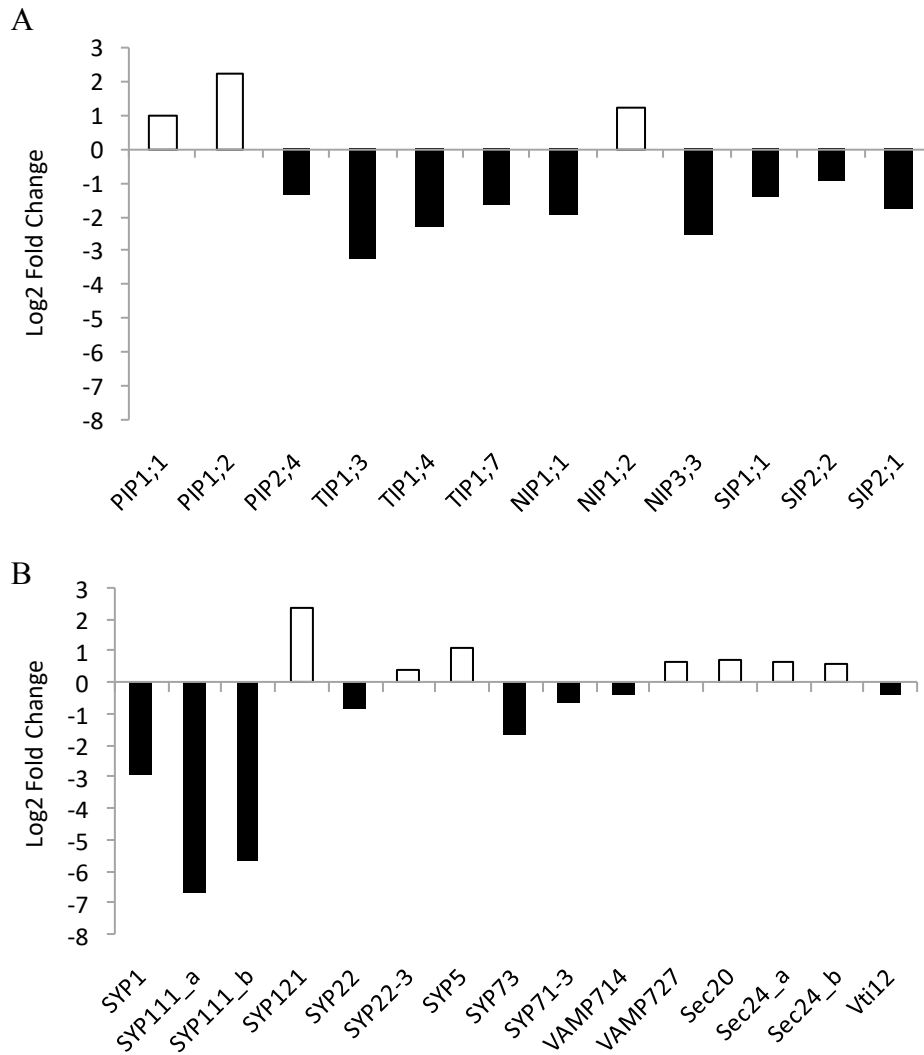 A
Log2 Fold Change
3
2
1
0
-1
-2
-3
-4
-5
-6
-7
-8
PIP1;1
PIP1;2
PIP2;4
TIP1;3
TIP1;4
TIP1;7
NIP1;1
NIP1;2
NIP3;3
SIP1;1
SIP2;2
SIP2;1
B
Log2 Fold Change
3
2
1
0
-1
-2
-3
-4
-5
-6
-7
-8
SYP1
SYP111_a
SYP111_b
SYP121
SYP22
SYP22-3
SYP5
SYP73
SYP71-3
VAMP714
VAMP727
Sec20
Sec24_a
Sec24_b
Vti12